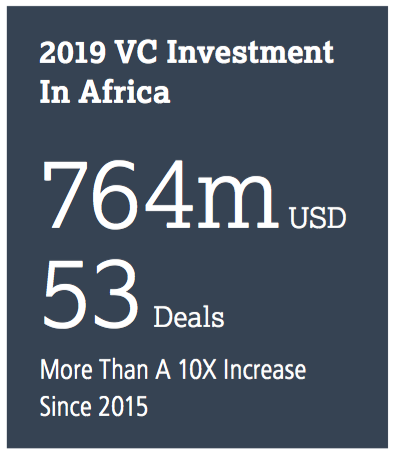 2019 VC Investment
In Africa
764m USD
53 Deals
More Than A 10X Increase
Since 2015